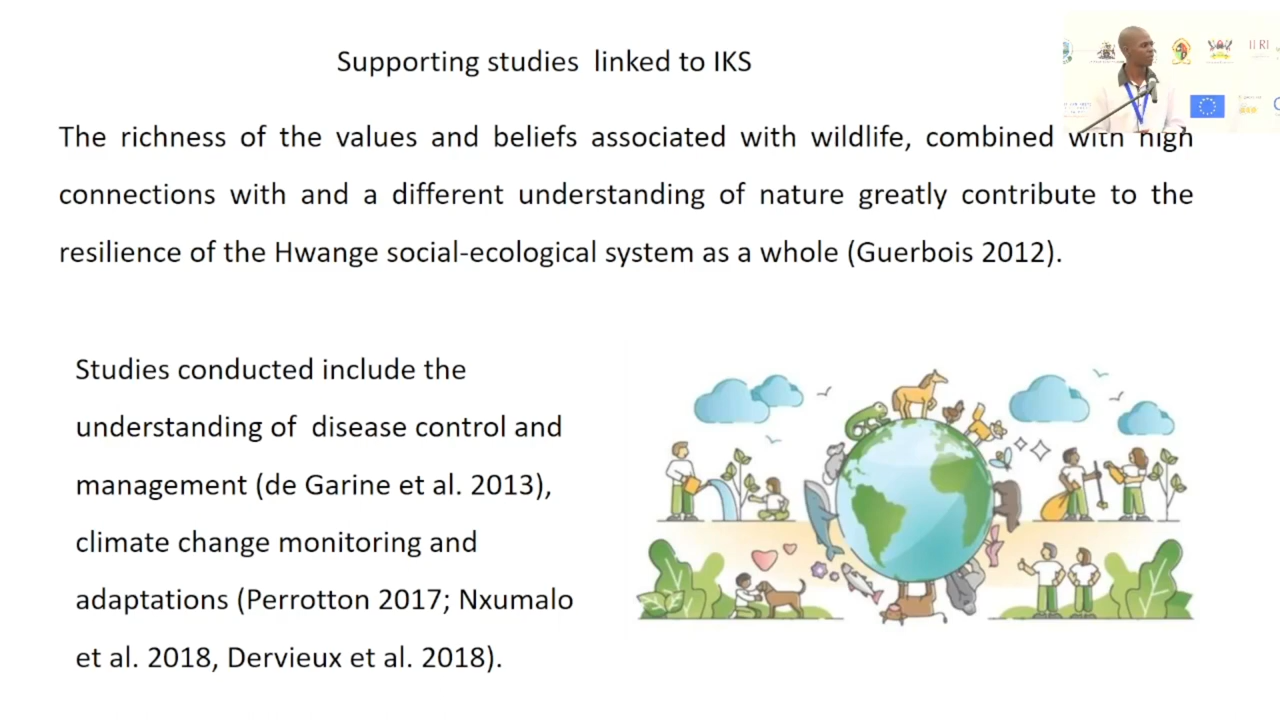 Supporting studies linked to IKS
The richness of the values and beliefs associated with wildlife, combined with high
connections with and a different understanding of nature greatly contribute to the
resilience of the Hwange social-ecological system as a whole (Guerbois 2012).
Studies conducted include the
understanding of disease control and
management (de Garine et al. 2013),
climate change monitoring and
adaptations (Perrotton 2017; Nxumalo
et al. 2018, Dervieux et al. 2018).